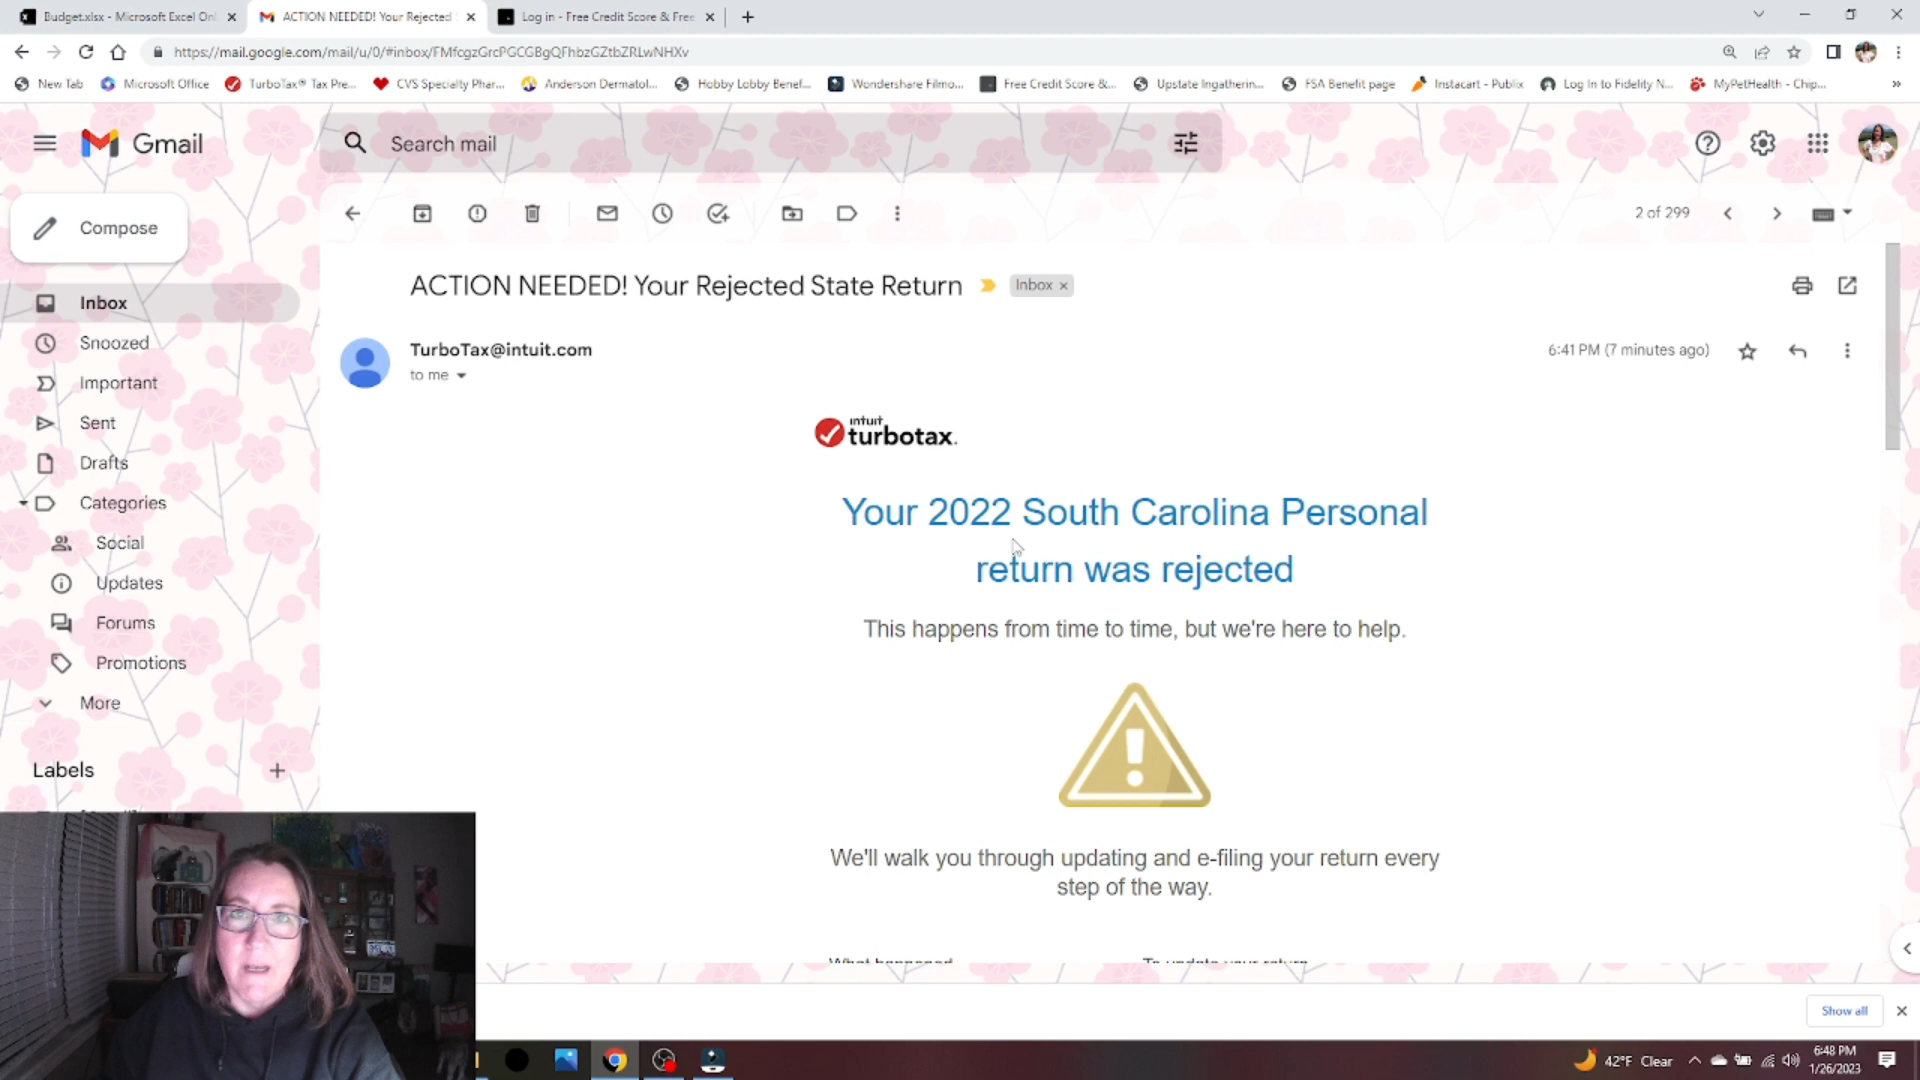 Budget.xlsx - Microsoft Excel Onl
ACTION NEEDED! Your Rejected S
Log in - Free Credit Score & Free
https://mail.google.com/mail/u/0/#inbox/FMfcgzGrcPGCGBgQFhbzGZtbZRLwNHXv
New Tab
Microsoft Office
TurboTax® Tax Pre...
CVS Specialty Phar...
Anderson Dermatol...
Hobby Lobby Benef...
Wondershare Filmo...
Free Credit Score &...
Upstate Ingatherin...
FSA Benefit page
Instacart - Publix
Log In to Fidelity N...
MyPetHealth - Chip...
Gmail
Search mail
Compose
2 of 299
Inbox
Snoozed
Important
Sent
Drafts
Categories
Social
Updates
Forums
Promotions
More
Labels
ACTION NEEDED! Your Rejected State Return
Inbox ×
TurboTax@intuit.com
6:41 PM (7 minutes ago)
to me
intuit
turbotax.
Your 2022 South Carolina Personal
return was rejected
This happens from time to time, but we're here to help.
We'll walk you through updating and e-filing your return every
step of the way.
What happened
To update your return
Show all
42°F Clear
6:48 PM
1/26/2023